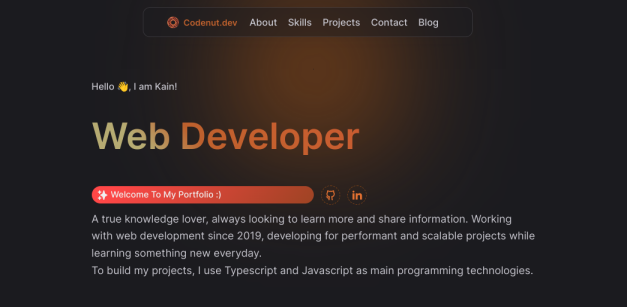 Codenut.dev About Skills Projects Contact Blog
Hello 👋, I am Kain!
Web Developer
Welcome To My Portfolio :)
A true knowledge lover, always looking to learn more and share information. Working
with web development since 2019, developing for performant and scalable projects while
learning something new everyday.
To build my projects, I use Typescript and Javascript as main programming technologies.